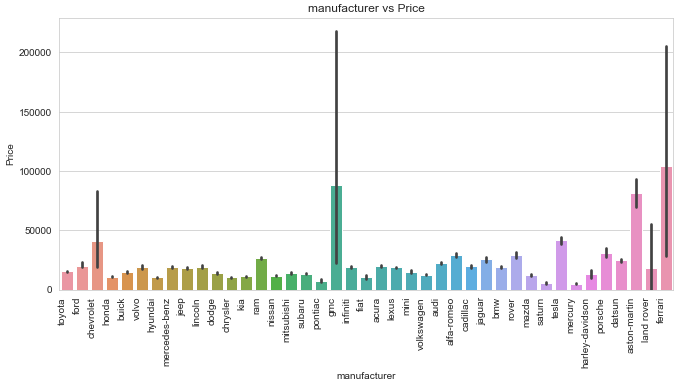 manufacturer vs Price
200000
150000
100000
50000
0
Price
toyota
ford
chevrolet
honda
buick
volvo
hyundai
mercedes-benz
jeep
lincoln
dodge
chrysler
kia
ram
nissan
mitsubishi
subaru
pontiac
gmc
infiniti
fiat
acura
lexus
mini
volkswagen
audi
alfa-romeo
cadillac
jaguar
bmw
rover
mazda
saturn
tesla
mercury
harley-davidson
porsche
datsun
aston-martin
land rover
ferrari
manufacturer